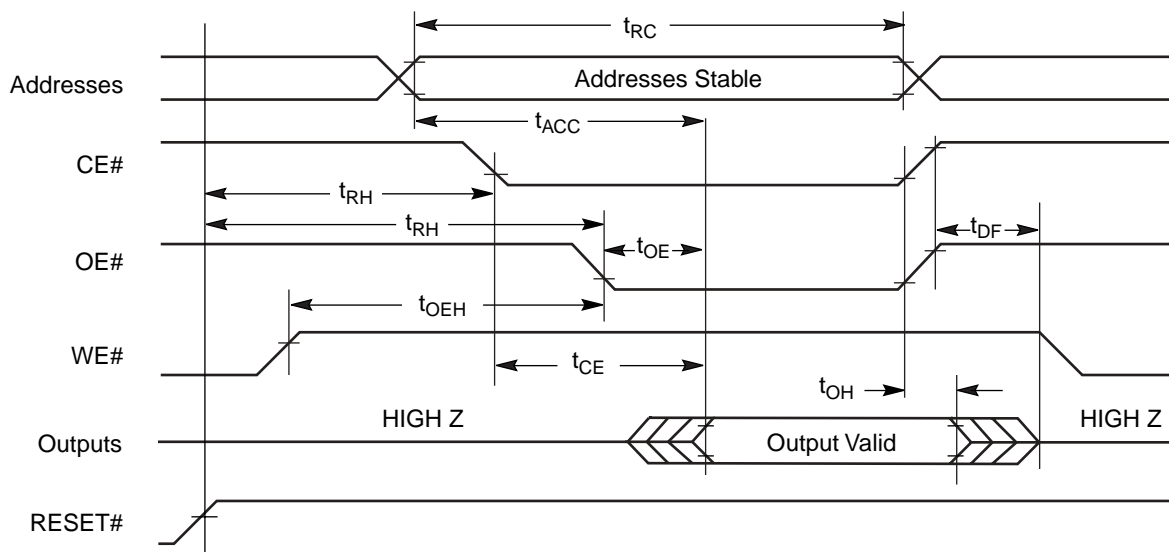 tRC
Addresses
Addresses Stable
tACC
CE#
tRH
tRH
tDF
OE#
tOE
tOEH
WE#
tCE
tOH
HIGH Z
HIGH Z
Outputs
Output Valid
RESET#